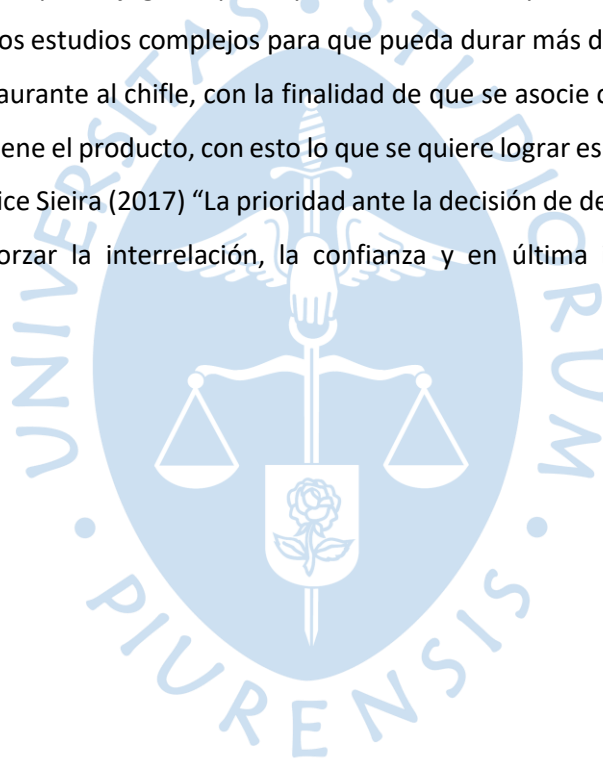 os estudios complejos para que pueda durar más d
aurante al chifle, con la finalidad de que se asocie
iene el producto, con esto lo que se quiere lograr es
ice Sieira (2017) “La prioridad ante la decisión de de
orzar la interrelación, la confianza y en última
UNIVERSITAS • STUDIORUM • PIURENSIS •